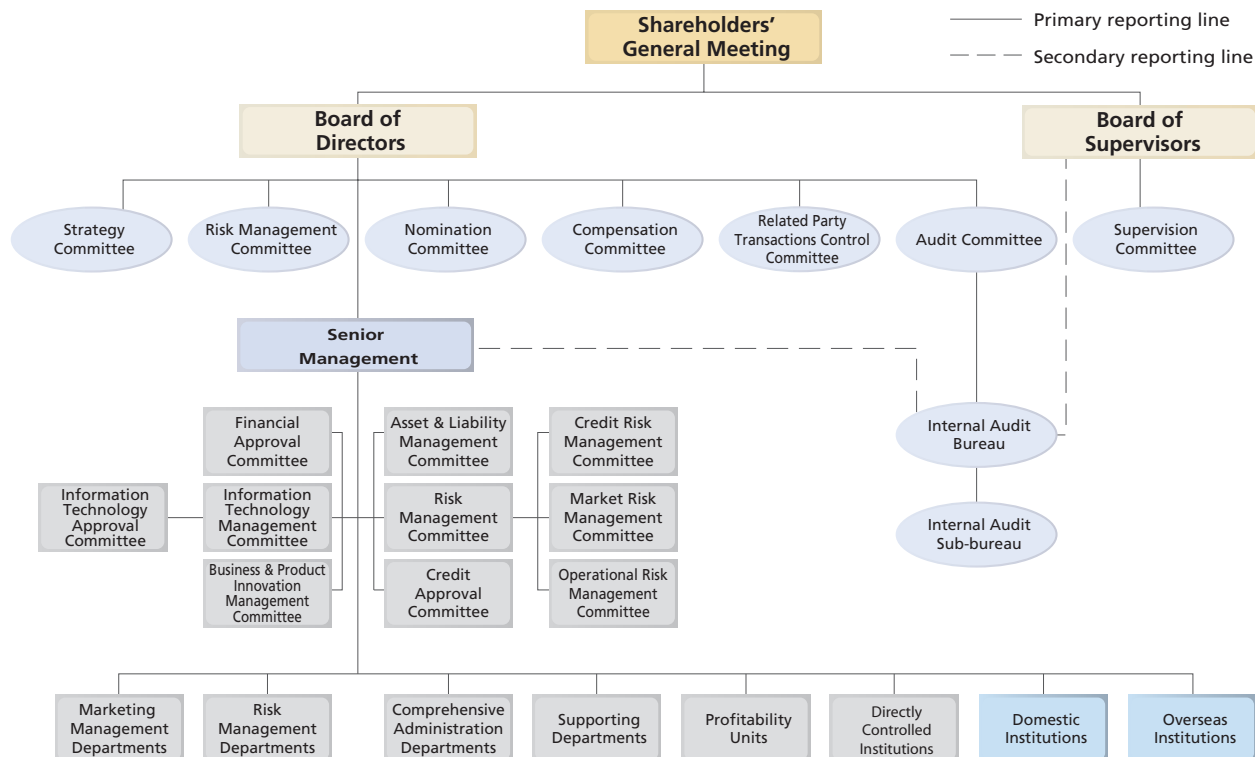 Shareholders'
General Meeting
Primary reporting line
Secondary reporting line
Board of
Directors
Board of
Supervisors
Strategy
Committee
Risk Management
Committee
Nomination
Committee
Compensation
Committee
Related Party
Transactions Control
Committee
Audit Committee
Supervision
Committee
Senior
Management
Financial
Approval
Committee
Asset & Liability
Management
Committee
Credit Risk
Management
Committee
Internal Audit
Bureau
Information
Technology
Approval
Committee
Information
Technology
Management
Committee
Risk
Management
Committee
Market Risk
Management
Committee
Internal Audit
Sub-bureau
Business & Product
Innovation
Management
Committee
Credit
Approval
Committee
Operational Risk
Management
Committee
Marketing
Management
Departments
Risk
Management
Departments
Comprehensive
Administration
Departments
Supporting
Departments
Profitability
Units
Directly
Controlled
Institutions
Domestic
Institutions
Overseas
Institutions